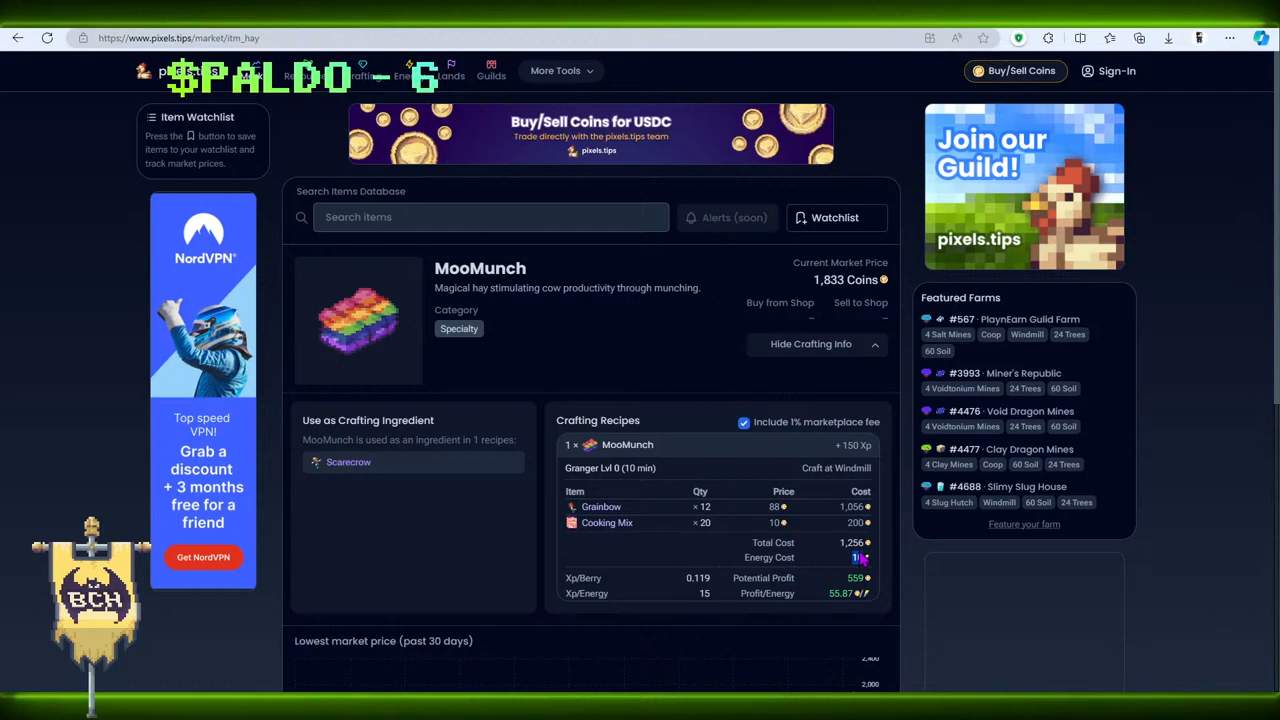 https://www.pixels.tips/market/itm_hay
$PALDO - 6
pixels.tips
Lands
Guilds
More Tools
Buy/Sell Coins
Sign-In
Item Watchlist
Press the button to save
items to your watchlist and
track market prices.
Buy/Sell Coins for USDC
Trade directly with the pixels.tips team
pixels.tips
Join our
Guild!
pixels.tips
Search Items Database
Search items
Alerts (soon)
Watchlist
NordVPN®
Top speed
VPN!
Grab a
discount
+ 3 months
free for a
friend
Get NordVPN
MooMunch
Magical hay stimulating cow productivity through munching.
Category
Specialty
Current Market Price
1,833 Coins
Buy from Shop
Sell to Shop
–
–
Hide Crafting Info
Use as Crafting Ingredient
MooMunch is used as an ingredient in 1 recipes:
Scarecrow
Crafting Recipes
Include 1% marketplace fee
1 × MooMunch
+ 150 Xp
Granger Lvl 0 (10 min)
Craft at Windmill
Item Qty Price Cost
Grainbow × 12 88 1,056
Cooking Mix × 20 10 200
Total Cost 1,256
Energy Cost
Xp/Berry 0.119 Potential Profit 559
Xp/Energy 15 Profit/Energy 55.87 /
Lowest market price (past 30 days)
2,400
2,000
Featured Farms
#567 · PlaynEarn Guild Farm
4 Salt Mines Coop Windmill 24 Trees
60 Soil
#3993 · Miner's Republic
4 Voidtonium Mines 24 Trees 60 Soil
#4476 · Void Dragon Mines
4 Voidtonium Mines 24 Trees 60 Soil
#4477 · Clay Dragon Mines
4 Clay Mines Coop 60 Soil 24 Trees
#4688 · Slimy Slug House
4 Slug Hutch Windmill 60 Soil 24 Trees
Feature your farm
BCH